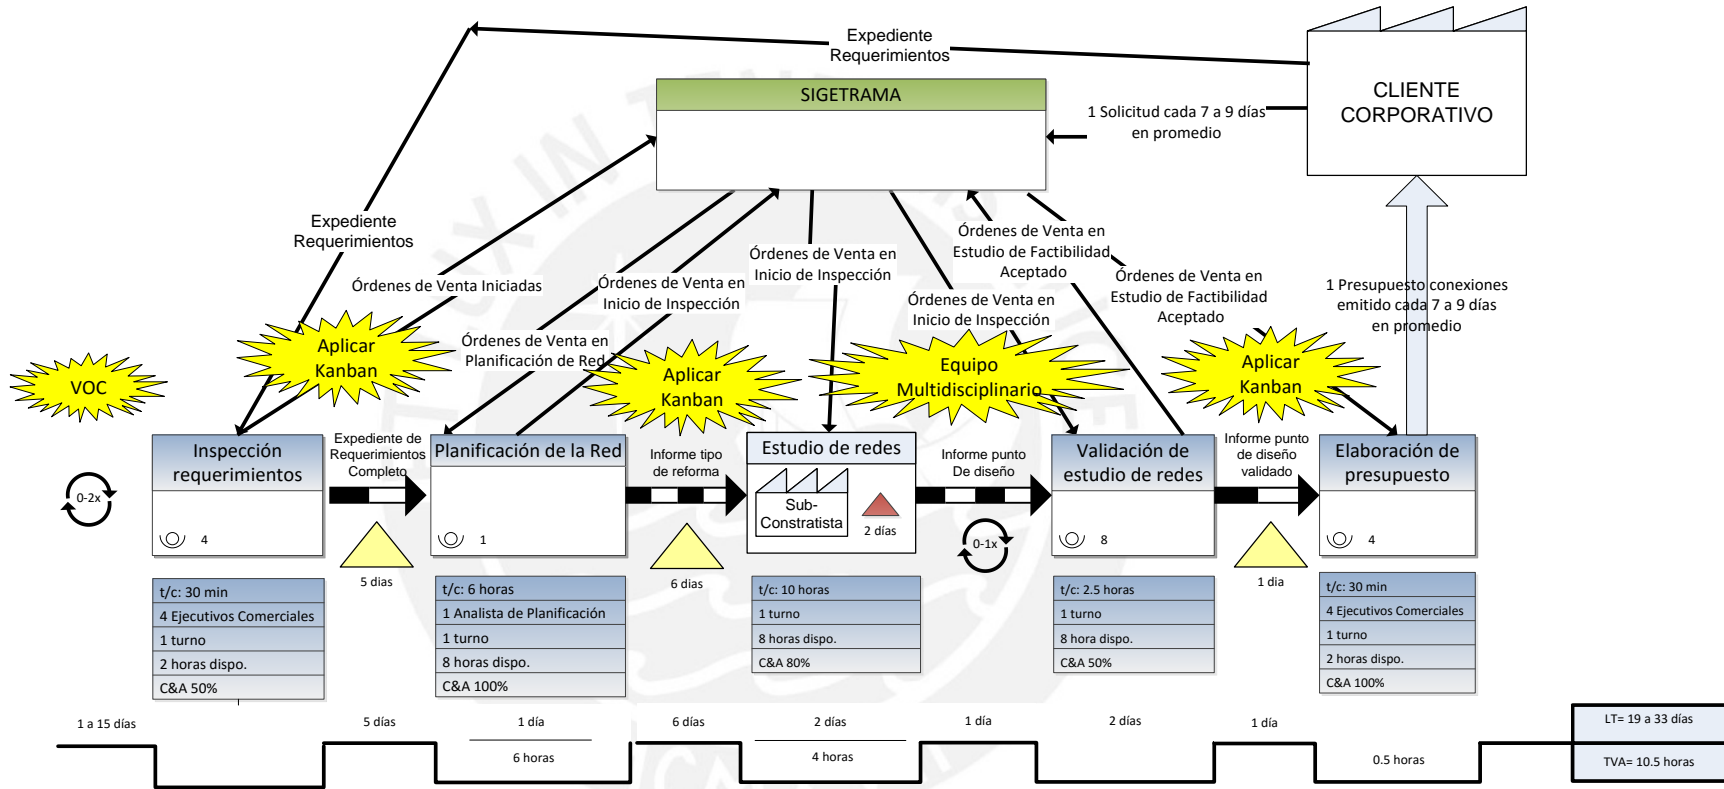 Expediente
Requerimientos
SIGETRAMA
CLIENTE
CORPORATIVO
1 Solicitud cada 7 a 9 días
en promedio
Expediente
Requerimientos
Órdenes de Venta Iniciadas
Órdenes de Venta en
Planificación de Red
Órdenes de Venta en
Inicio de Inspección
Órdenes de Venta en
Inicio de Inspección
Órdenes de Venta en
Estudio de Factibilidad
Aceptado
Órdenes de Venta en
Inicio de Inspección
Órdenes de Venta en
Estudio de Factibilidad
Aceptado
1 Presupuesto conexiones
emitido cada 7 a 9 días
en promedio
VOC
Aplicar
Kanban
Aplicar
Kanban
Equipo
Multidisciplinario
Aplicar
Kanban
0-2x
Inspección
requerimientos
4
Expediente de
Requerimientos
Completo
5 dias
Planificación de la Red
1
Informe tipo
de reforma
6 dias
Estudio de redes
Sub-
Constratista
2 días
Informe punto
De diseño
0-1x
Validación de
estudio de redes
8
Informe punto
de diseño
validado
1 dia
Elaboración de
presupuesto
4
t/c: 30 min
4 Ejecutivos Comerciales
1 turno
2 horas dispo.
C&A 50%
t/c: 6 horas
1 Analista de Planificación
1 turno
8 horas dispo.
C&A 100%
t/c: 10 horas
1 turno
8 horas dispo.
C&A 80%
t/c: 2.5 horas
1 turno
8 hora dispo.
C&A 50%
t/c: 30 min
4 Ejecutivos Comerciales
1 turno
2 horas dispo.
C&A 100%
1 a 15 días
5 días
1 día
6 horas
6 días
2 días
4 horas
1 día
2 días
1 día
0.5 horas
LT= 19 a 33 días
TVA= 10.5 horas